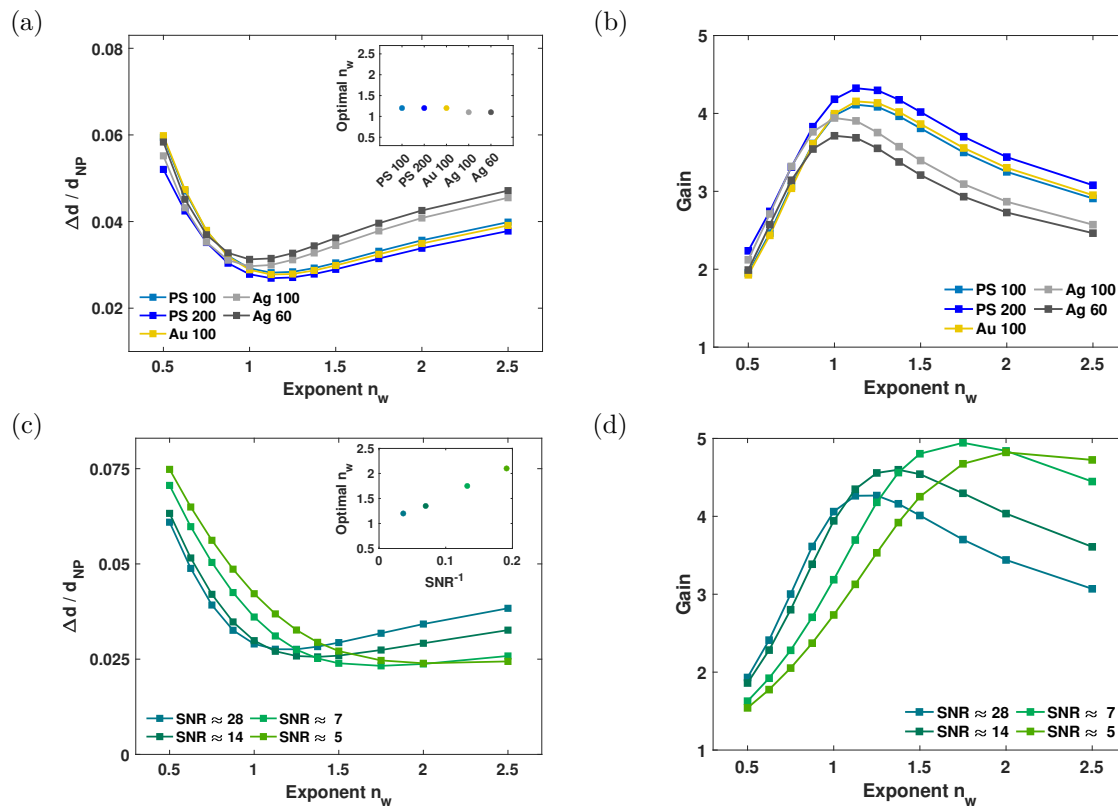 (a)
0.08
0.06
0.04
0.02
Δd / d_NP
0.5 1 1.5 2 2.5
Exponent n_w
PS 100
PS 200
Au 100
Ag 100
Ag 60
Optimal n_w
2.5
2
1.5
1
0.5
PS 100
PS 200
Au 100
Ag 100
Ag 60
(b)
5
4
3
2
1
Gain
0.5 1 1.5 2 2.5
Exponent n_w
PS 100
PS 200
Au 100
Ag 100
Ag 60
(c)
0.075
0.05
0.025
0
Δd / d_NP
0.5 1 1.5 2 2.5
Exponent n_w
SNR ≈ 28
SNR ≈ 14
SNR ≈ 7
SNR ≈ 5
Optimal n_w
2.5
2
1.5
1
0.5
0 0.1 0.2
SNR⁻¹
(d)
5
4
3
2
1
Gain
0.5 1 1.5 2 2.5
Exponent n_w
SNR ≈ 28
SNR ≈ 14
SNR ≈ 7
SNR ≈ 5